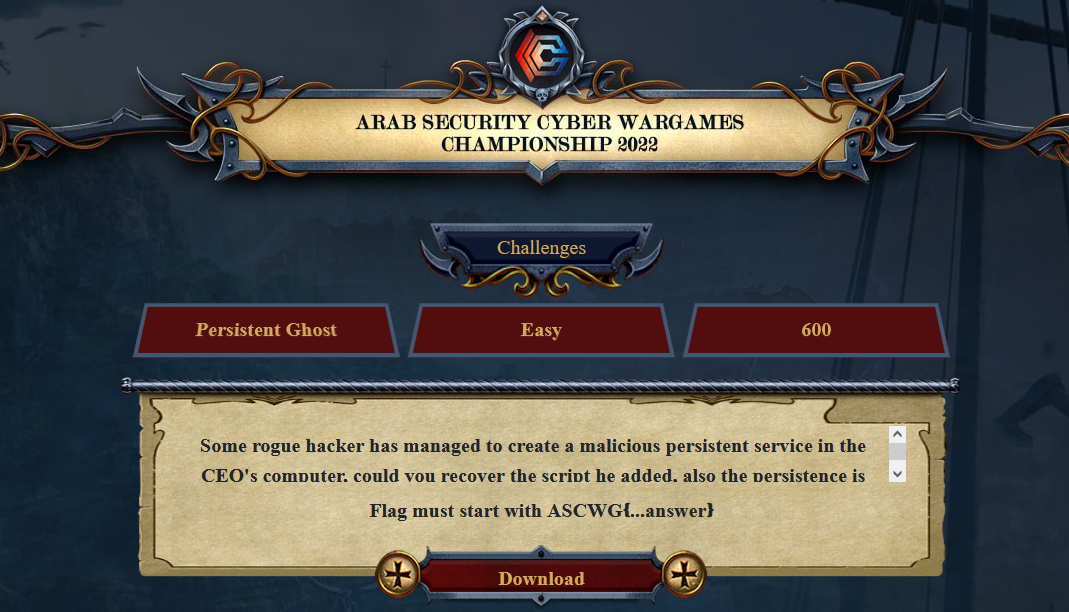 ARAB SECURITY CYBER WARGAMES
CHAMPIONSHIP 2022
Challenges
Persistent Ghost
Easy
600
Some rogue hacker has managed to create a malicious persistent service in the
CEO's computer, could you recover the script he added, also the persistence is
Flag must start with ASCWG{...answer}
Download